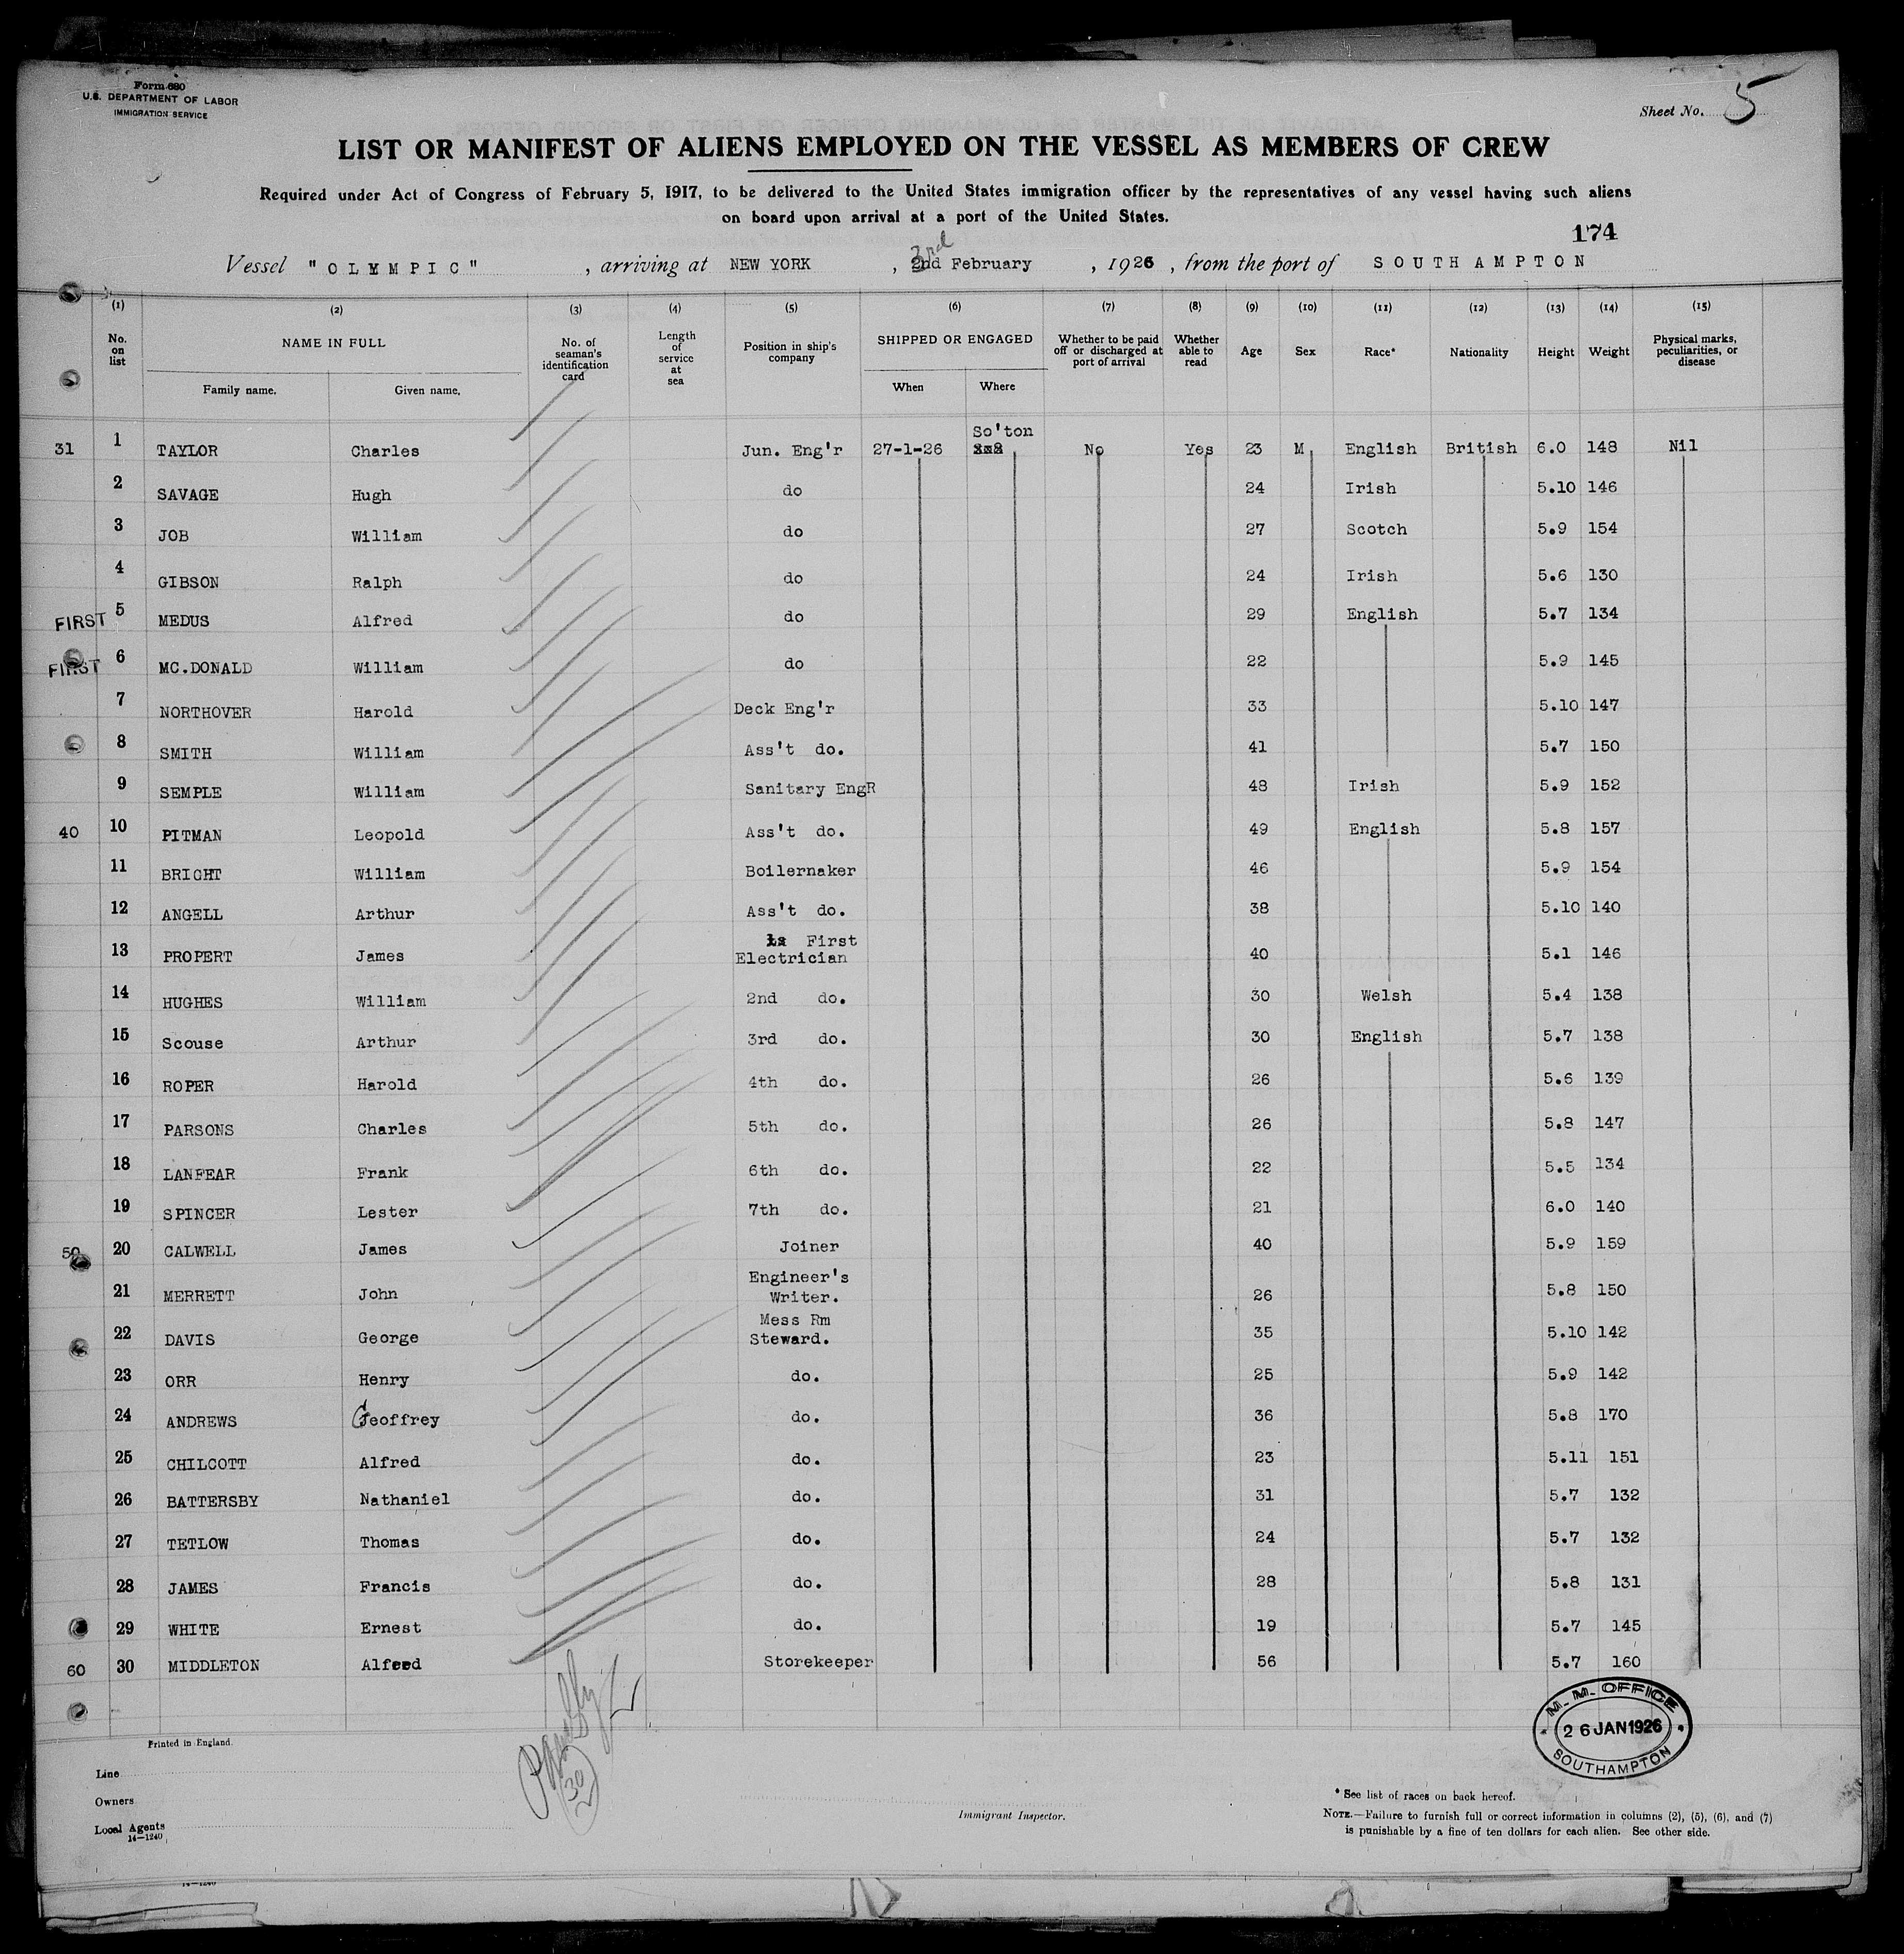 Form 680
U.S. DEPARTMENT OF LABOR
IMMIGRATION SERVICE
Sheet No. 5
LIST OR MANIFEST OF ALIENS EMPLOYED ON THE VESSEL AS MEMBERS OF CREW
Required under Act of Congress of February 5, 1917, to be delivered to the United States immigration officer by the representatives of any vessel having such aliens
on board upon arrival at a port of the United States.
174
Vessel "OLYMPIC", arriving at NEW YORK, 3rd 2nd February, 1926, from the port of SOUTHAMPTON
(1) (2) (3) (4) (5) (6) (7) (8) (9) (10) (11) (12) (13) (14) (15)
No. on list NAME IN FULL Family name. Given name. No. of seaman's identification card Length of service at sea Position in ship's company SHIPPED OR ENGAGED When Where Whether to be paid off or discharged at port of arrival Whether able to read Age Sex Race* Nationality Height Weight Physical marks, peculiarities, or disease
31 1 TAYLOR Charles Jun. Eng'r 27-1-26 So'ton No Yes 23 M. English British 6.0 148 Nil
2 SAVAGE Hugh do 24 Irish 5.10 146
3 JOB William do 27 Scotch 5.9 154
4 GIBSON Ralph do 24 Irish 5.6 130
FIRST 5 MEDUS Alfred do 29 English 5.7 134
FIRST 6 MC.DONALD William do 22 5.9 145
7 NORTHOVER Harold Deck Eng'r 33 5.10 147
8 SMITH William Ass't do. 41 5.7 150
9 SEMPLE William Sanitary EngR 48 Irish 5.9 152
40 10 PITMAN Leopold Ass't do. 49 English 5.8 157
11 BRIGHT William Boilernaker 46 5.9 154
12 ANGELL Arthur Ass't do. 38 5.10 140
13 PROPERT James First Electrician 40 5.1 146
14 HUGHES William 2nd do. 30 Welsh 5.4 138
15 Scouse Arthur 3rd do. 30 English 5.7 138
16 ROPER Harold 4th do. 26 5.6 139
17 PARSONS Charles 5th do. 26 5.8 147
18 LANFEAR Frank 6th do. 22 5.5 134
19 SPINCER Lester 7th do. 21 6.0 140
50 20 CALWELL James Joiner 40 5.9 159
21 MERRETT John Engineer's Writer. 26 5.8 150
22 DAVIS George Mess Rm Steward. 35 5.10 142
23 ORR Henry do. 25 5.9 142
24 ANDREWS Geoffrey do. 36 5.8 170
25 CHILCOTT Alfred do. 23 5.11 151
26 BATTERSBY Nathaniel do. 31 5.7 132
27 TETLOW Thomas do. 24 5.7 132
28 JAMES Francis do. 28 5.8 131
29 WHITE Ernest do. 19 5.7 145
60 30 MIDDLETON Alfeed Storekeeper 56 5.7 160
M. M. OFFICE
26 JAN 1926
SOUTHAMPTON
Printed in England.
30
Line
Owners
Local Agents
14—1240
Immigrant Inspector.
* See list of races on back hereof.
NOTE.—Failure to furnish full or correct information in columns (2), (5), (6), and (7)
is punishable by a fine of ten dollars for each alien. See other side.
14—1240